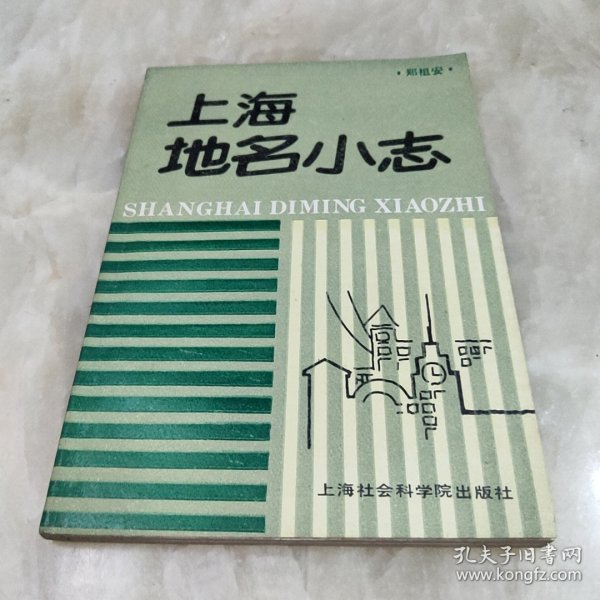 ·郑祖安·
上海
地名小志
SHANGHAI DIMING XIAOZHI
上海社会科学院出版社
孔夫子旧书网
www.kongfz.com